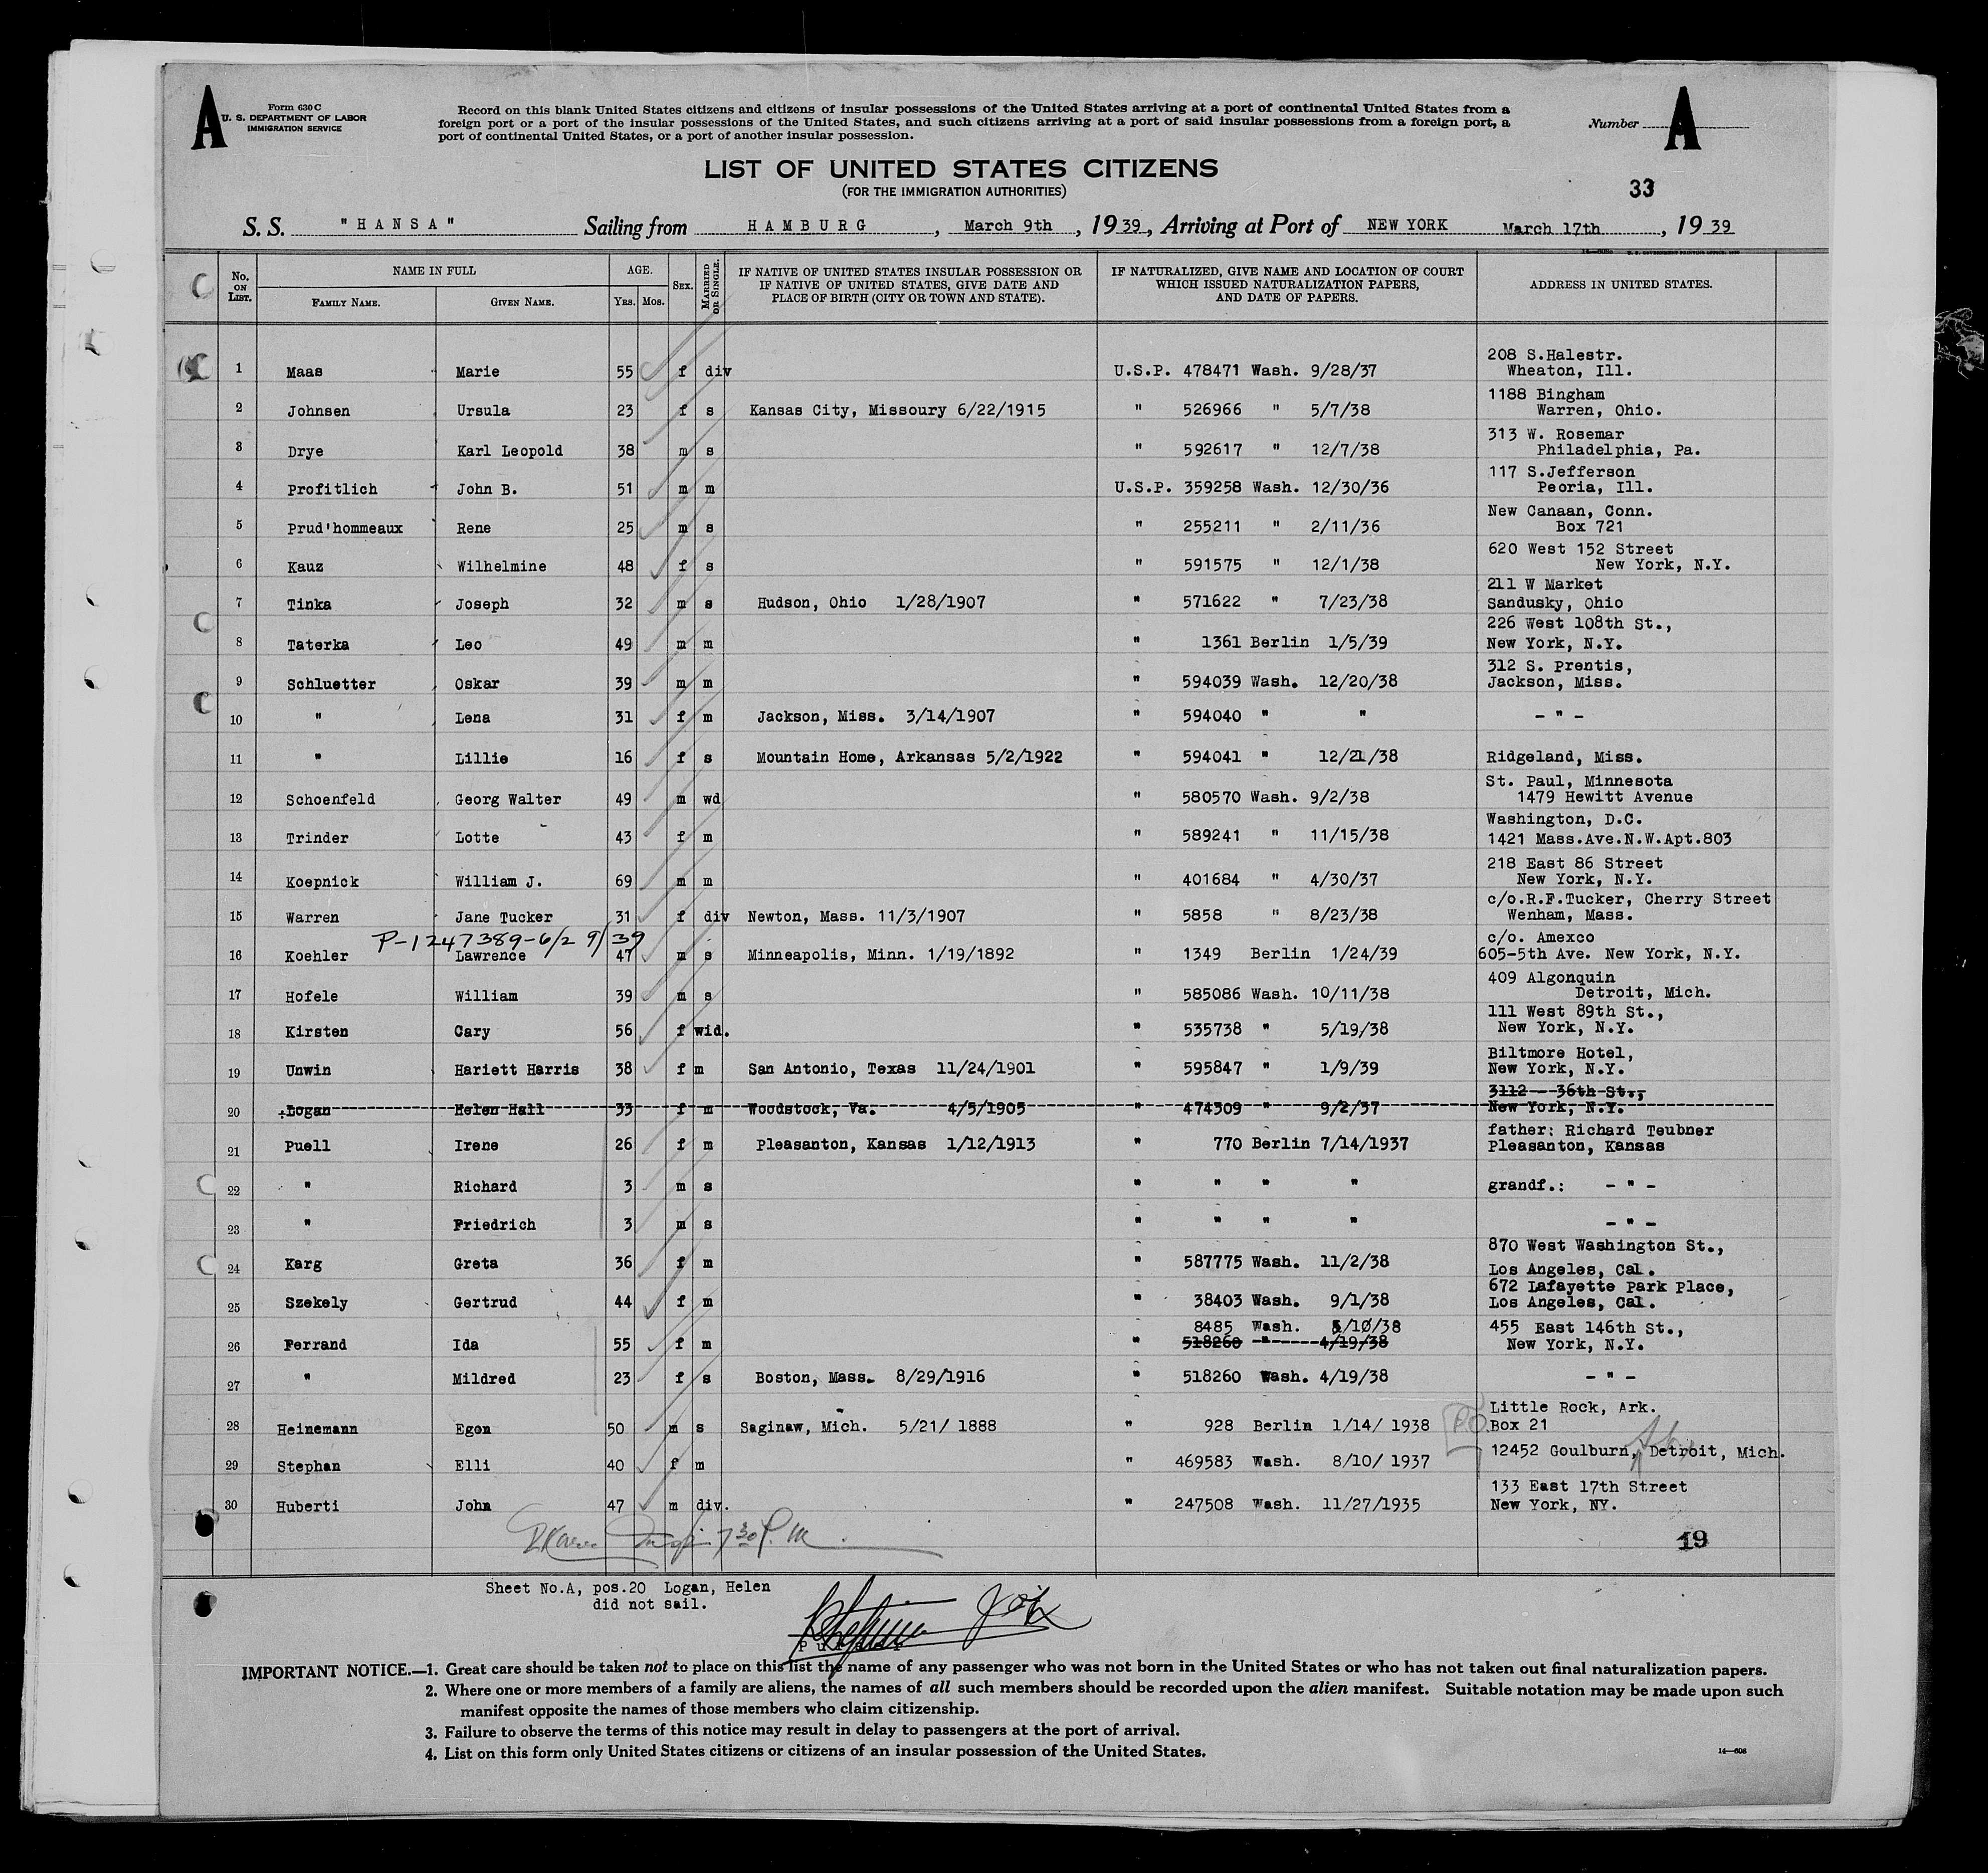 A
Form 630 C
U. S. DEPARTMENT OF LABOR
IMMIGRATION SERVICE
Record on this blank United States citizens and citizens of insular possessions of the United States arriving at a port of continental United States from a
foreign port or a port of the insular possessions of the United States, and such citizens arriving at a port of said insular possessions from a foreign port, a
port of continental United States, or a port of another insular possession.
Number A
LIST OF UNITED STATES CITIZENS
(FOR THE IMMIGRATION AUTHORITIES)
33
S. S. "HANSA" Sailing from HAMBURG, March 9th, 1939, Arriving at Port of NEW YORK March 17th, 1939
No. ON LIST. NAME IN FULL FAMILY NAME. GIVEN NAME. AGE. YRS. MOS. SEX. MARRIED OR SINGLE. IF NATIVE OF UNITED STATES INSULAR POSSESSION OR IF NATIVE OF UNITED STATES, GIVE DATE AND PLACE OF BIRTH (CITY OR TOWN AND STATE). IF NATURALIZED, GIVE NAME AND LOCATION OF COURT WHICH ISSUED NATURALIZATION PAPERS, AND DATE OF PAPERS. ADDRESS IN UNITED STATES.
1 Maas Marie 55 f div U.S.P. 478471 Wash. 9/28/37 208 S.Halestr. Wheaton, Ill.
2 Johnsen Ursula 23 f s Kansas City, Missoury 6/22/1915 " 526966 " 5/7/38 1188 Bingham Warren, Ohio.
3 Drye Karl Leopold 38 m s " 592617 " 12/7/38 313 W. Rosemar Philadelphia, Pa.
4 Profitlich John B. 51 m m U.S.P. 359258 Wash. 12/30/36 117 S.Jefferson Peoria, Ill.
5 Prud'hommeaux Rene 25 m s " 255211 " 2/11/36 New Canaan, Conn. Box 721
6 Kauz Wilhelmine 48 f s " 591575 " 12/1/38 620 West 152 Street New York, N.Y.
7 Tinka Joseph 32 m s Hudson, Ohio 1/28/1907 " 571622 " 7/23/38 211 W Market Sandusky, Ohio
8 Taterka Leo 49 m m " 1361 Berlin 1/5/39 226 West 108th St., New York, N.Y.
9 Schluetter Oskar 39 m m " 594039 Wash. 12/20/38 312 S. Prentis, Jackson, Miss.
10 " Lena 31 f m Jackson, Miss. 3/14/1907 " 594040 " " - " -
11 " Lillie 16 f s Mountain Home, Arkansas 5/2/1922 " 594041 " 12/21/38 Ridgeland, Miss.
12 Schoenfeld Georg Walter 49 m wd " 580570 Wash. 9/2/38 St. Paul, Minnesota 1479 Hewitt Avenue
13 Trinder Lotte 43 f m " 589241 " 11/15/38 Washington, D.C. 1421 Mass.Ave.N.W.Apt.803
14 Koepnick William J. 69 m m " 401684 " 4/30/37 218 East 86 Street New York, N.Y.
15 Warren Jane Tucker 31 f div Newton, Mass. 11/3/1907 " 5858 " 8/23/38 c/o.R.F.Tucker, Cherry Street Wenham, Mass.
P-1247389-6/2 9/39
16 Koehler Lawrence 47 m s Minneapolis, Minn. 1/19/1892 " 1349 Berlin 1/24/39 c/o. Amexco 605-5th Ave. New York, N.Y.
17 Hofele William 39 m s " 585086 Wash. 10/11/38 409 Algonquin Detroit, Mich.
18 Kirsten Cary 56 f wid. " 535738 " 5/19/38 111 West 89th St., New York, N.Y.
19 Unwin Hariett Harris 38 f m San Antonio, Texas 11/24/1901 " 595847 " 1/9/39 Biltmore Hotel, New York, N.Y.
20 Logan Helen Hall 33 f m Woodstock, Va. 4/5/1905 " 474509 " 9/2/37 3112 - 36th St., New York, N.Y.
21 Puell Irene 26 f m Pleasanton, Kansas 1/12/1913 " 770 Berlin 7/14/1937 father: Richard Teubner Pleasanton, Kansas
22 " Richard 3 m s " " " " grandf.: - " -
23 " Friedrich 3 m s " " " " - " -
24 Karg Greta 36 f m " 587775 Wash. 11/2/38 870 West Washington St., Los Angeles, Cal.
25 Szekely Gertrud 44 f m " 38403 Wash. 9/1/38 672 Lafayette Park Place, Los Angeles, Cal.
8485 Wash. 5/10/38
26 Ferrand Ida 55 f m " 518260 " 4/19/38 455 East 146th St., New York, N.Y.
27 " Mildred 23 f s Boston, Mass. 8/29/1916 " 518260 Wash. 4/19/38 - " -
28 Heinemann Egon 50 m s Saginaw, Mich. 5/21/ 1888 " 928 Berlin 1/14/ 1938 P.O. Little Rock, Ark. Box 21
29 Stephan Elli 40 f m " 469583 Wash. 8/10/ 1937 12452 Goulburn, Detroit, Mich.
30 Huberti John 47 m div. " 247508 Wash. 11/27/1935 133 East 17th Street New York, NY.
7 30 P.M.
19
Sheet No.A, pos.20 Logan, Helen
did not sail.
IMPORTANT NOTICE.—1. Great care should be taken not to place on this list the name of any passenger who was not born in the United States or who has not taken out final naturalization papers.
2. Where one or more members of a family are aliens, the names of all such members should be recorded upon the alien manifest. Suitable notation may be made upon such
manifest opposite the names of those members who claim citizenship.
3. Failure to observe the terms of this notice may result in delay to passengers at the port of arrival.
4. List on this form only United States citizens or citizens of an insular possession of the United States.
14—606